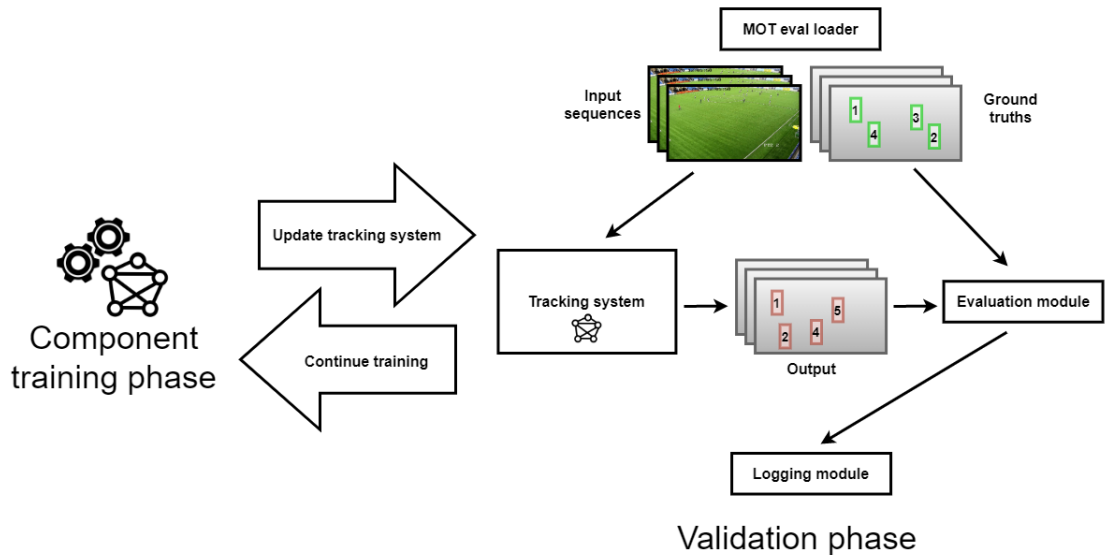 MOT eval loader
Input
sequences
Ground
truths
1
3
4
2
Update tracking system
Component
training phase
Continue training
Tracking system
1
5
2
4
Output
Evaluation module
Logging module
Validation phase